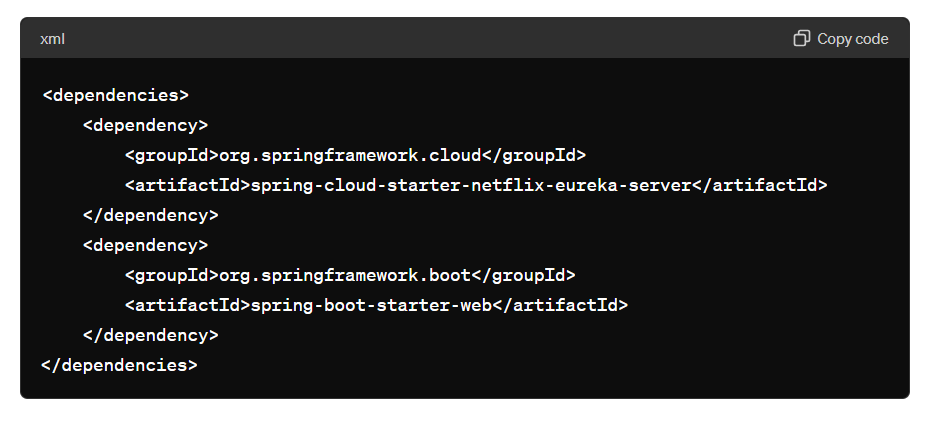 xml
Copy code
<dependencies>
    <dependency>
        <groupId>org.springframework.cloud</groupId>
        <artifactId>spring-cloud-starter-netflix-eureka-server</artifactId>
    </dependency>
    <dependency>
        <groupId>org.springframework.boot</groupId>
        <artifactId>spring-boot-starter-web</artifactId>
    </dependency>
</dependencies>